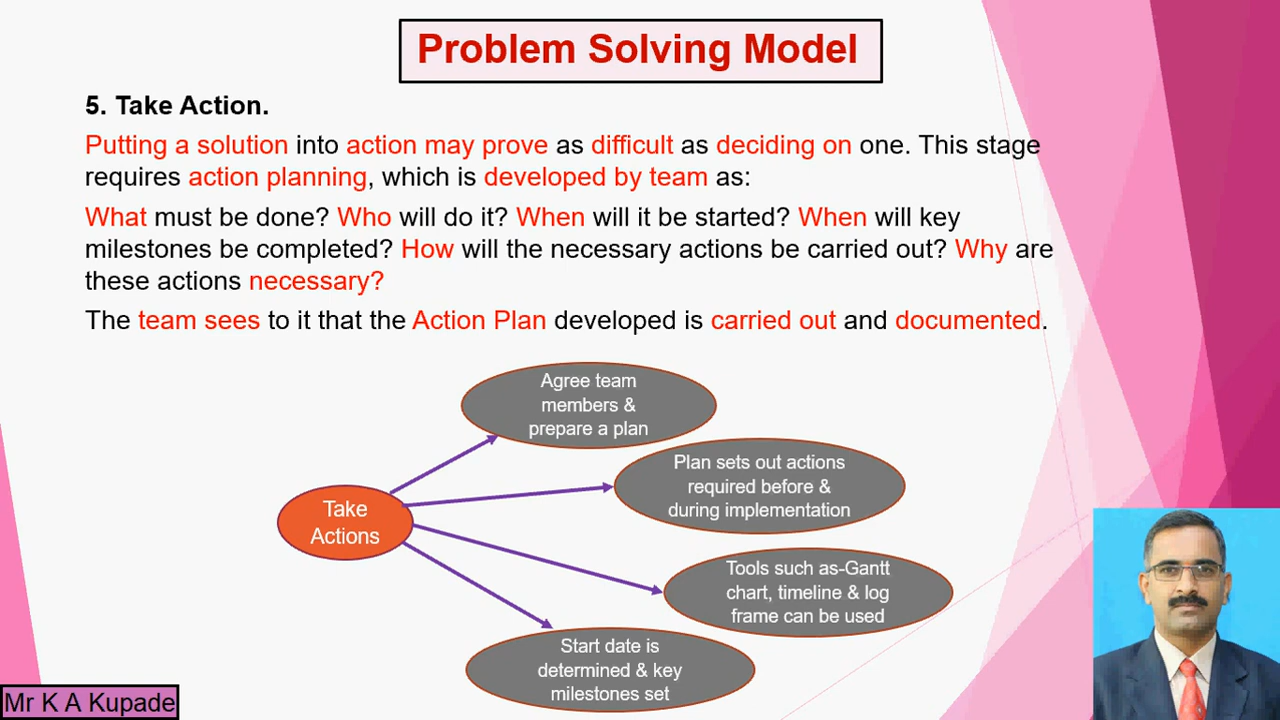 Problem Solving Model
5. Take Action.
Putting a solution into action may prove as difficult as deciding on one. This stage
requires action planning, which is developed by team as:
What must be done? Who will do it? When will it be started? When will key
milestones be completed? How will the necessary actions be carried out? Why are
these actions necessary?
The team sees to it that the Action Plan developed is carried out and documented.
Agree team
members &
prepare a plan
Plan sets out actions
required before &
during implementation
Take
Actions
Tools such as-Gantt
chart, timeline & log
frame can be used
Start date is
determined & key
milestones set
Mr K A Kupade